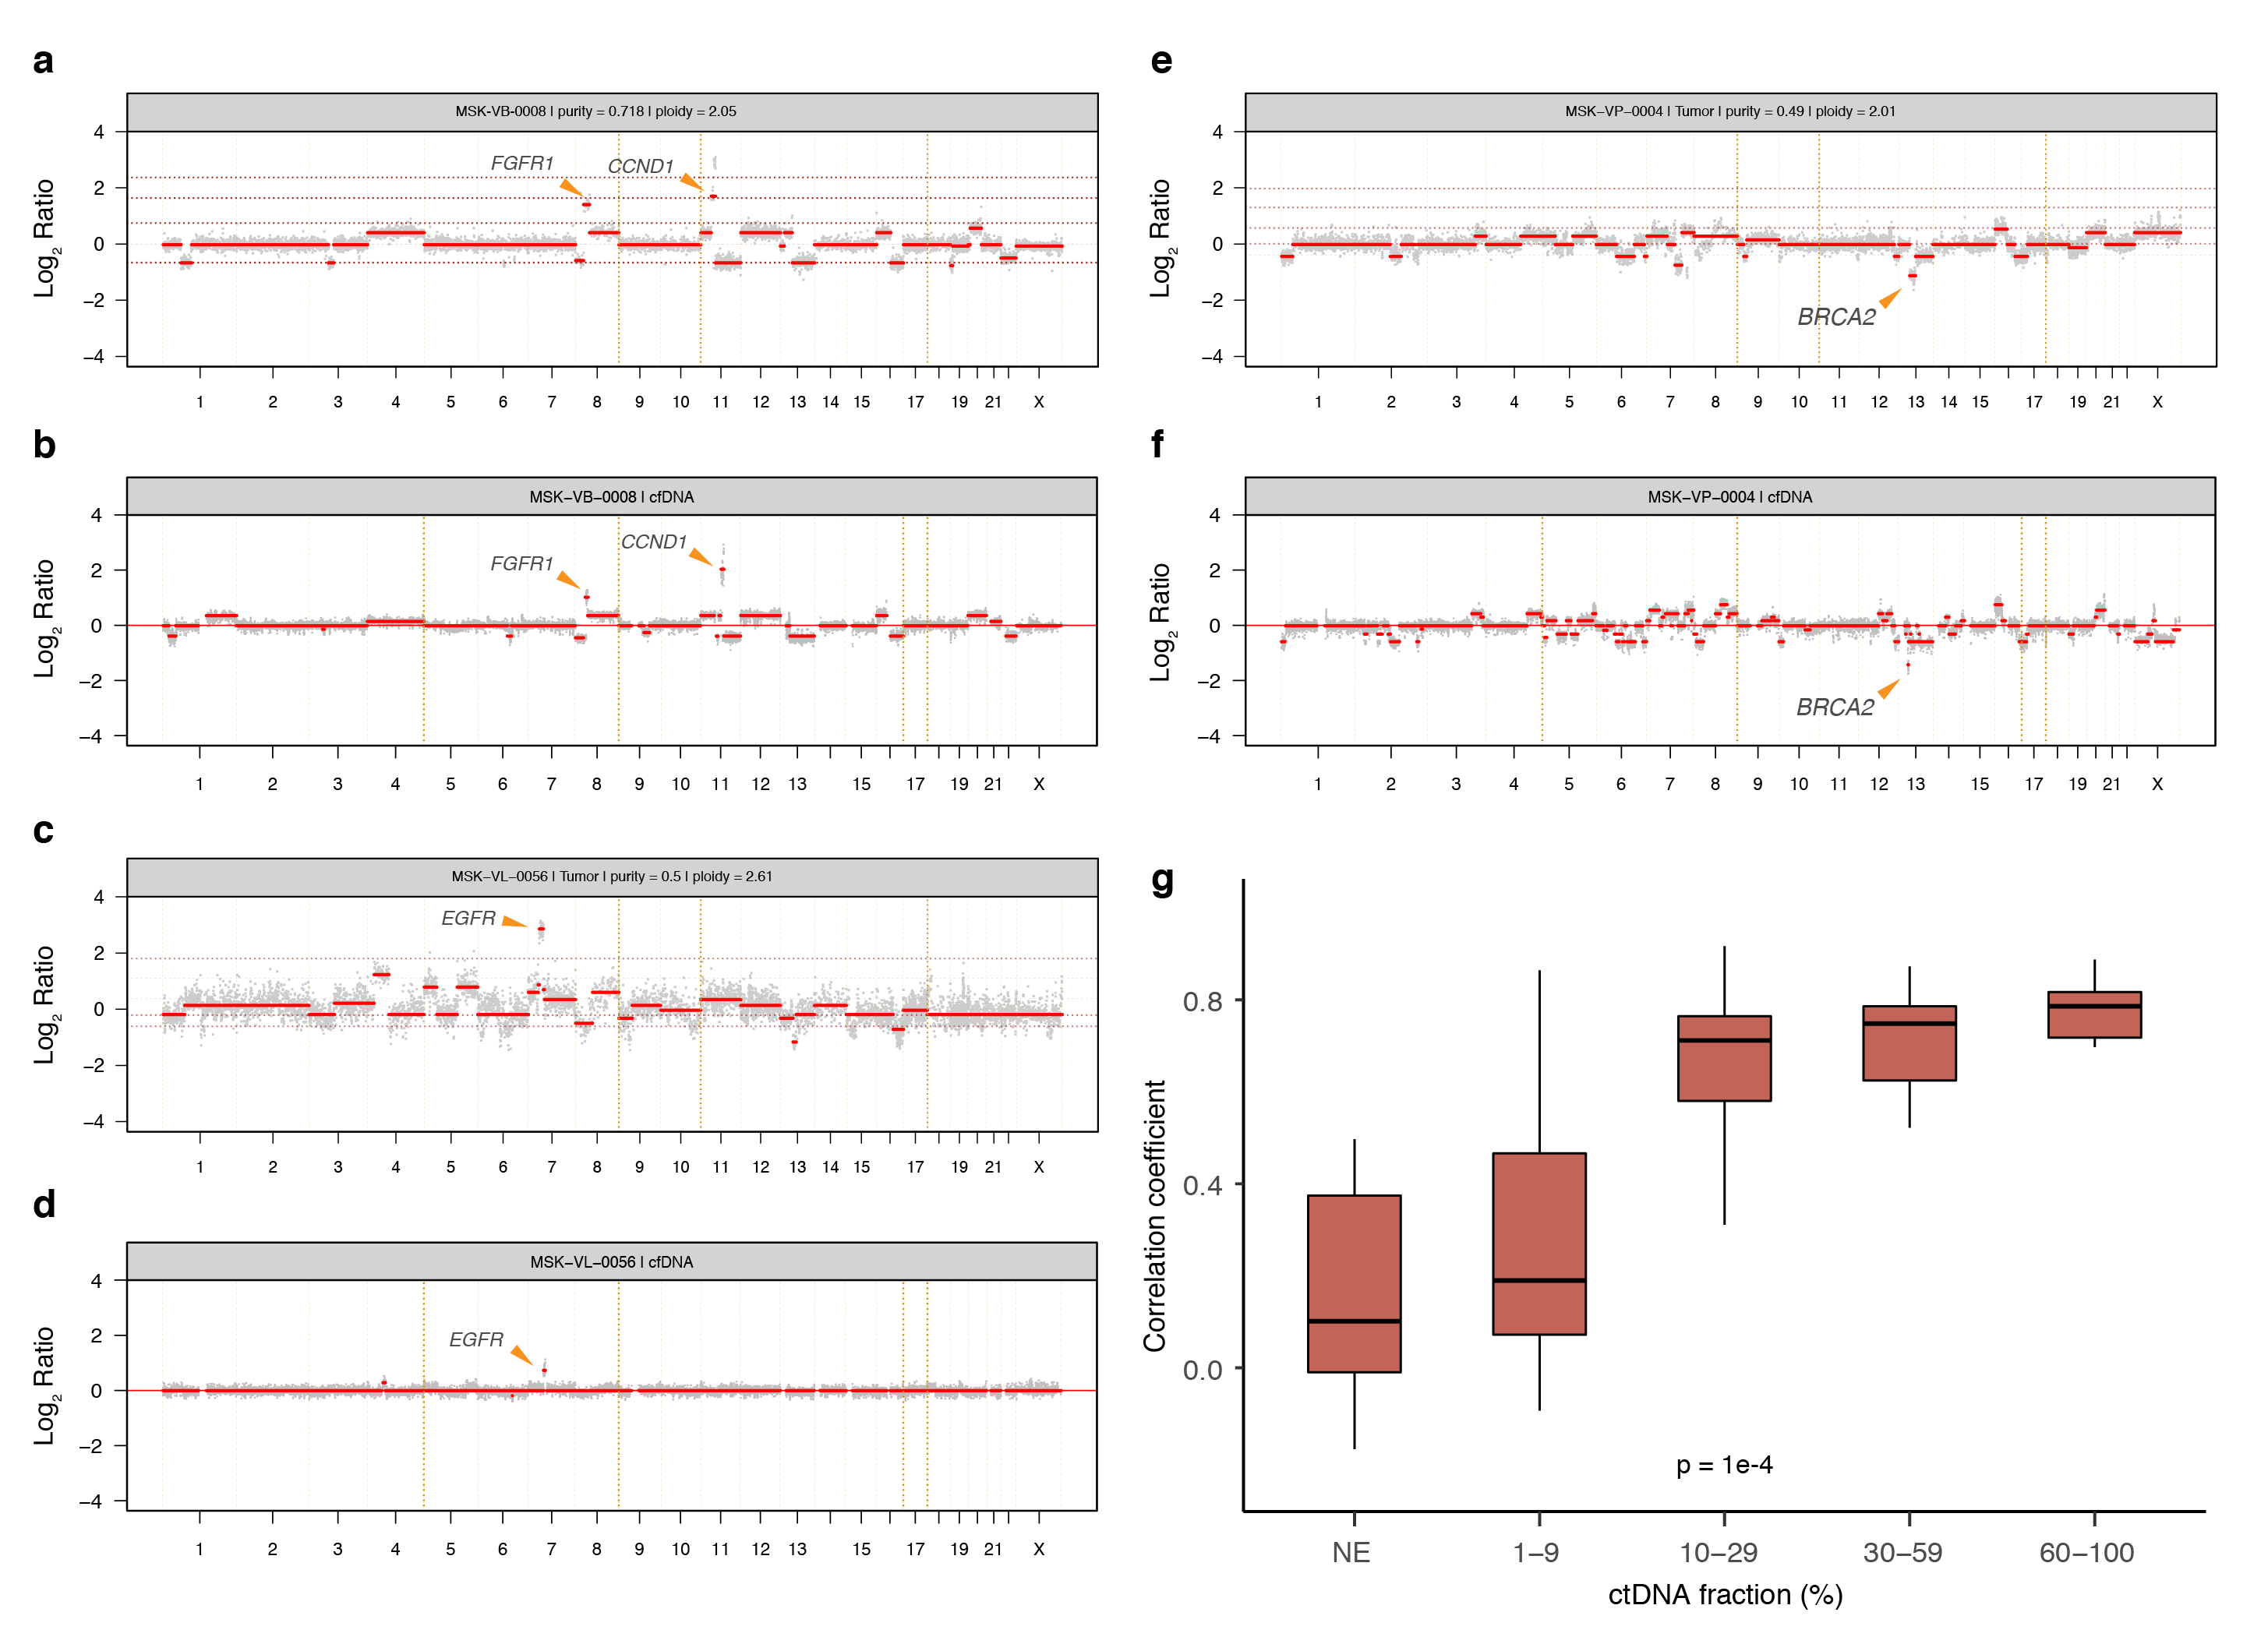 a
MSK-VB-0008 | purity = 0.718 | ploidy = 2.05
Log2 Ratio
4
2
0
−2
−4
FGFR1
CCND1
1 2 3 4 5 6 7 8 9 10 11 12 13 14 15 17 19 21 X
b
MSK−VB−0008 | cfDNA
Log2 Ratio
4
2
0
−2
−4
FGFR1
CCND1
1 2 3 4 5 6 7 8 9 10 11 12 13 15 17 19 21 X
c
MSK−VL−0056 | Tumor | purity = 0.5 | ploidy = 2.61
Log2 Ratio
4
2
0
−2
−4
EGFR
1 2 3 4 5 6 7 8 9 10 11 12 13 14 15 17 19 21 X
d
MSK−VL−0056 | cfDNA
Log2 Ratio
4
2
0
−2
−4
EGFR
1 2 3 4 5 6 7 8 9 10 11 12 13 15 17 19 21 X
e
MSK−VP−0004 | Tumor | purity = 0.49 | ploidy = 2.01
Log2 Ratio
4
2
0
−2
−4
BRCA2
1 2 3 4 5 6 7 8 9 10 11 12 13 14 15 17 19 21 X
f
MSK−VP−0004 | cfDNA
Log2 Ratio
4
2
0
−2
−4
BRCA2
1 2 3 4 5 6 7 8 9 10 11 12 13 15 17 19 21 X
g
Correlation coefficient
0.8
0.4
0.0
p = 1e-4
NE 1−9 10−29 30−59 60−100
ctDNA fraction (%)